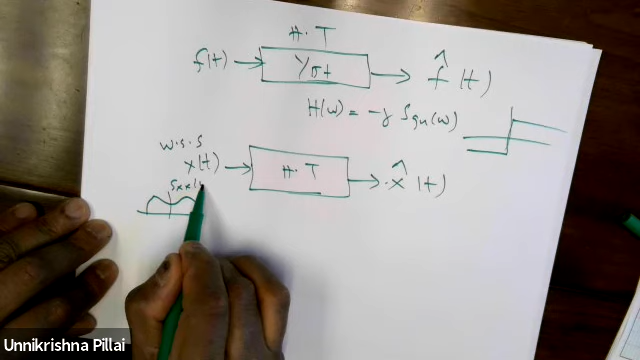 H.T
f(t) → 1/πt → f̂(t)
H(ω) = -j Sgn(ω)
w.s.s
x(t) → H.T → x̂(t)
Sxx(
Unnikrishna Pillai